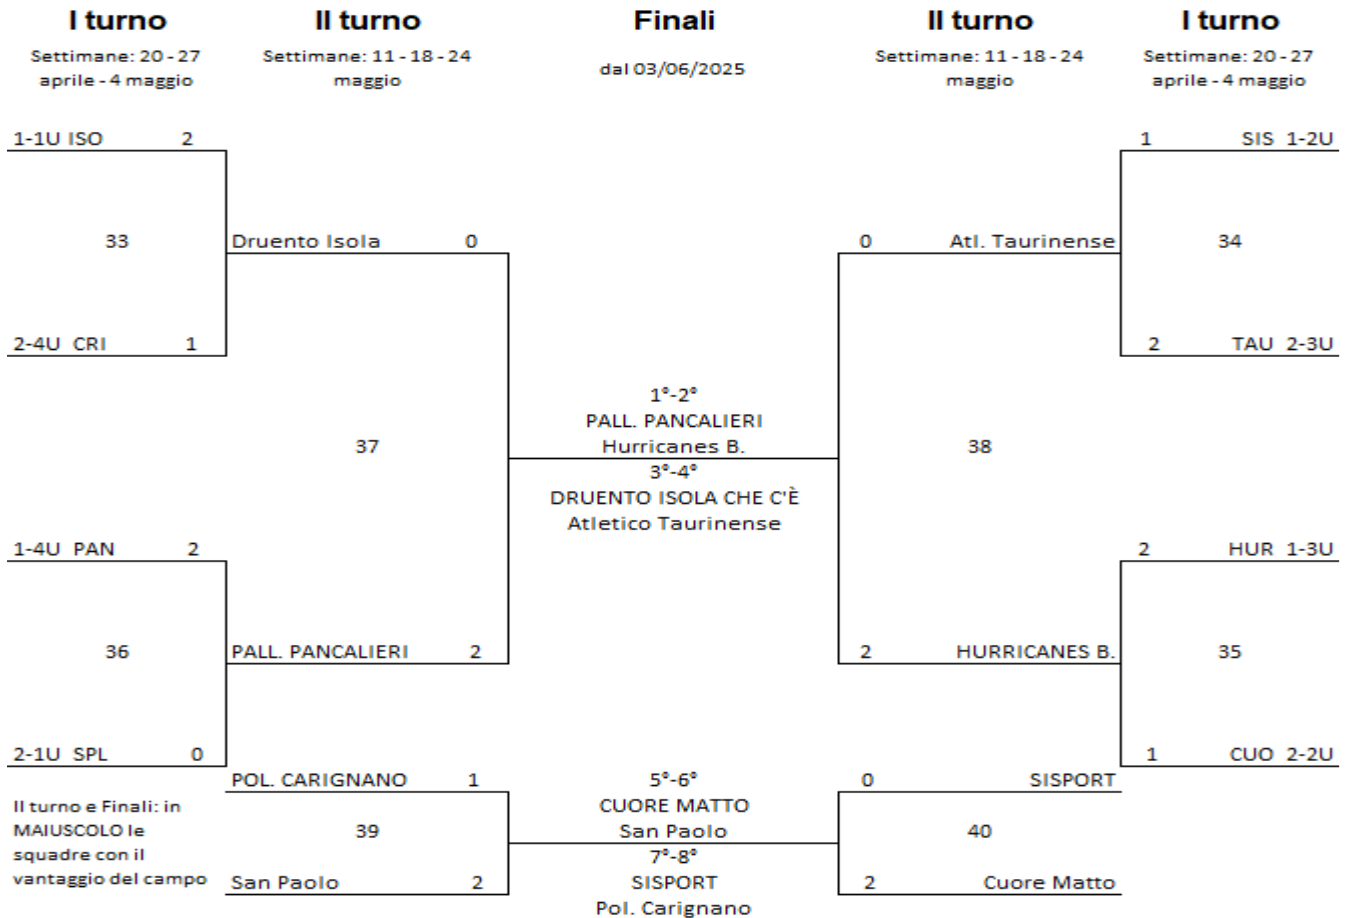 I turno
II turno
Finali
II turno
I turno
Settimane: 20 - 27
aprile - 4 maggio
Settimane: 11 - 18 - 24
maggio
dal 03/06/2025
Settimane: 11 - 18 - 24
maggio
Settimane: 20 - 27
aprile - 4 maggio
1-1U ISO 2
1 SIS 1-2U
33
Druento Isola 0
0 Atl. Taurinense
34
2-4U CRI 1
2 TAU 2-3U
1°-2°
PALL. PANCALIERI
Hurricanes B.
37
38
3°-4°
DRUENTO ISOLA CHE C'È
Atletico Taurinense
1-4U PAN 2
2 HUR 1-3U
36
PALL. PANCALIERI 2
2 HURRICANES B.
35
2-1U SPL 0
1 CUO 2-2U
POL. CARIGNANO 1
5°-6°
0 SISPORT
CUORE MATTO
San Paolo
39
40
7°-8°
SISPORT
Pol. Carignano
San Paolo 2
2 Cuore Matto
II turno e Finali: in
MAIUSCOLO le
squadre con il
vantaggio del campo